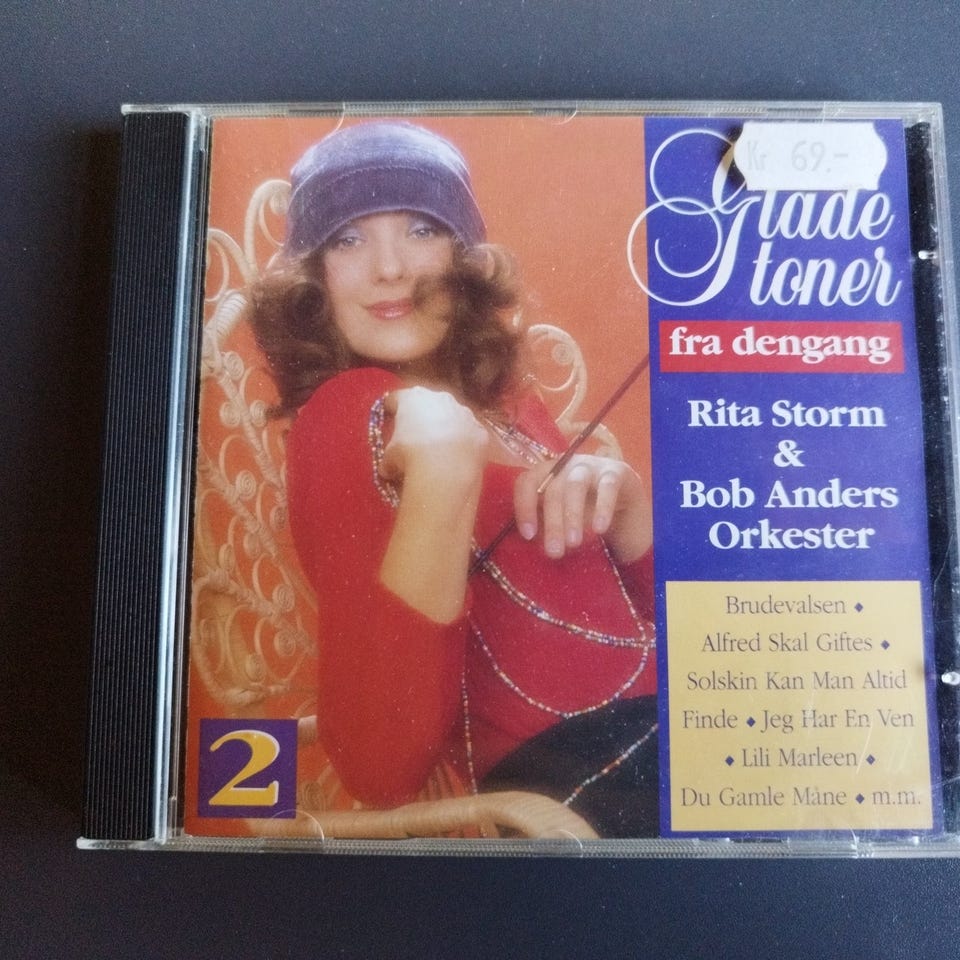 Kr 69.-
Glade
toner
fra dengang
Rita Storm
&
Bob Anders
Orkester
Brudevalsen ⬥
Alfred Skal Giftes ⬥
Solskin Kan Man Altid
Finde ⬥ Jeg Har En Ven
⬥ Lili Marleen ⬥
Du Gamle Måne ⬥ m.m.
2